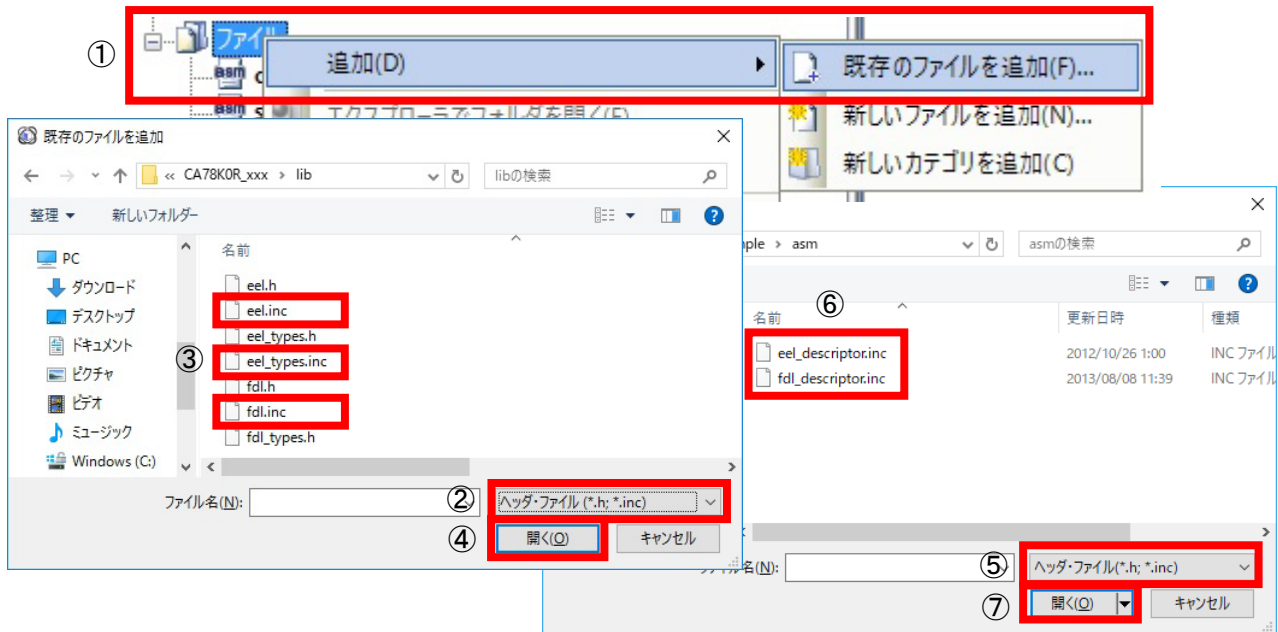 ①
ファイル
追加(D)
既存のファイルを追加(F)...
asm
asm
エクスプローラでフォルダを開く(E)
新しいファイルを追加(N)...
新しいカテゴリを追加(C)
既存のファイルを追加
« CA78K0R_xxx › lib
libの検索
整理
新しいフォルダー
PC
ダウンロード
デスクトップ
ドキュメント
ピクチャ
ビデオ
ミュージック
Windows (C:)
名前
eel.h
eel.inc
eel_types.h
③
eel_types.inc
fdl.h
fdl.inc
fdl_types.h
ファイル名(N):
②
ヘッダ・ファイル (*.h; *.inc)
④
開く(O)
キャンセル
› asm
asmの検索
⑥
名前
更新日時
種類
eel_descriptor.inc
2012/10/26 1:00
INC ファイル
fdl_descriptor.inc
2013/08/08 11:39
INC ファイル
名(N):
⑤
ヘッダ・ファイル(*.h; *.inc)
⑦
開く(O)
キャンセル